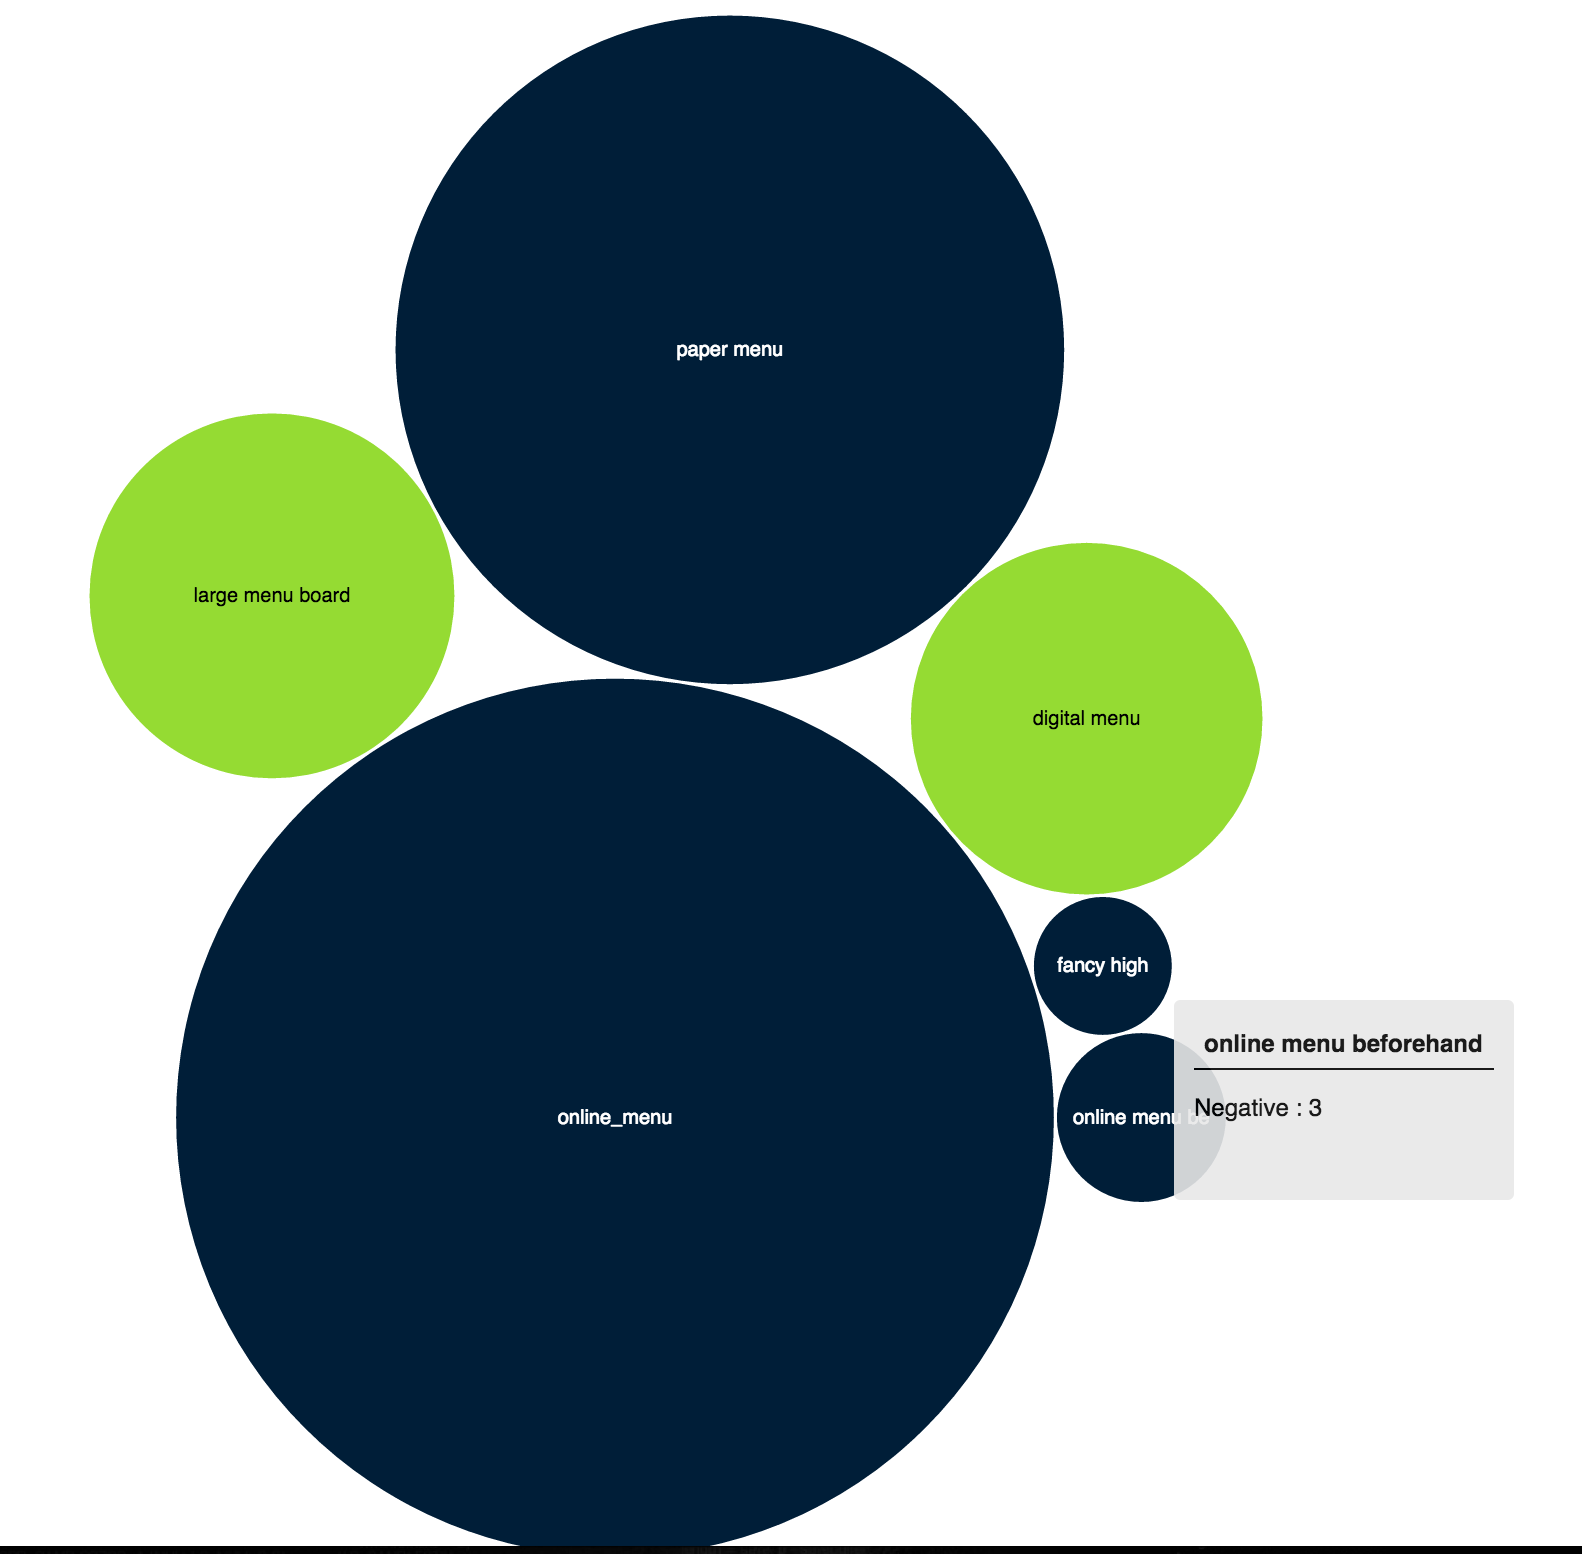 paper menu
large menu board
digital menu
fancy high
online menu beforehand
Negative : 3
online menu be
online_menu